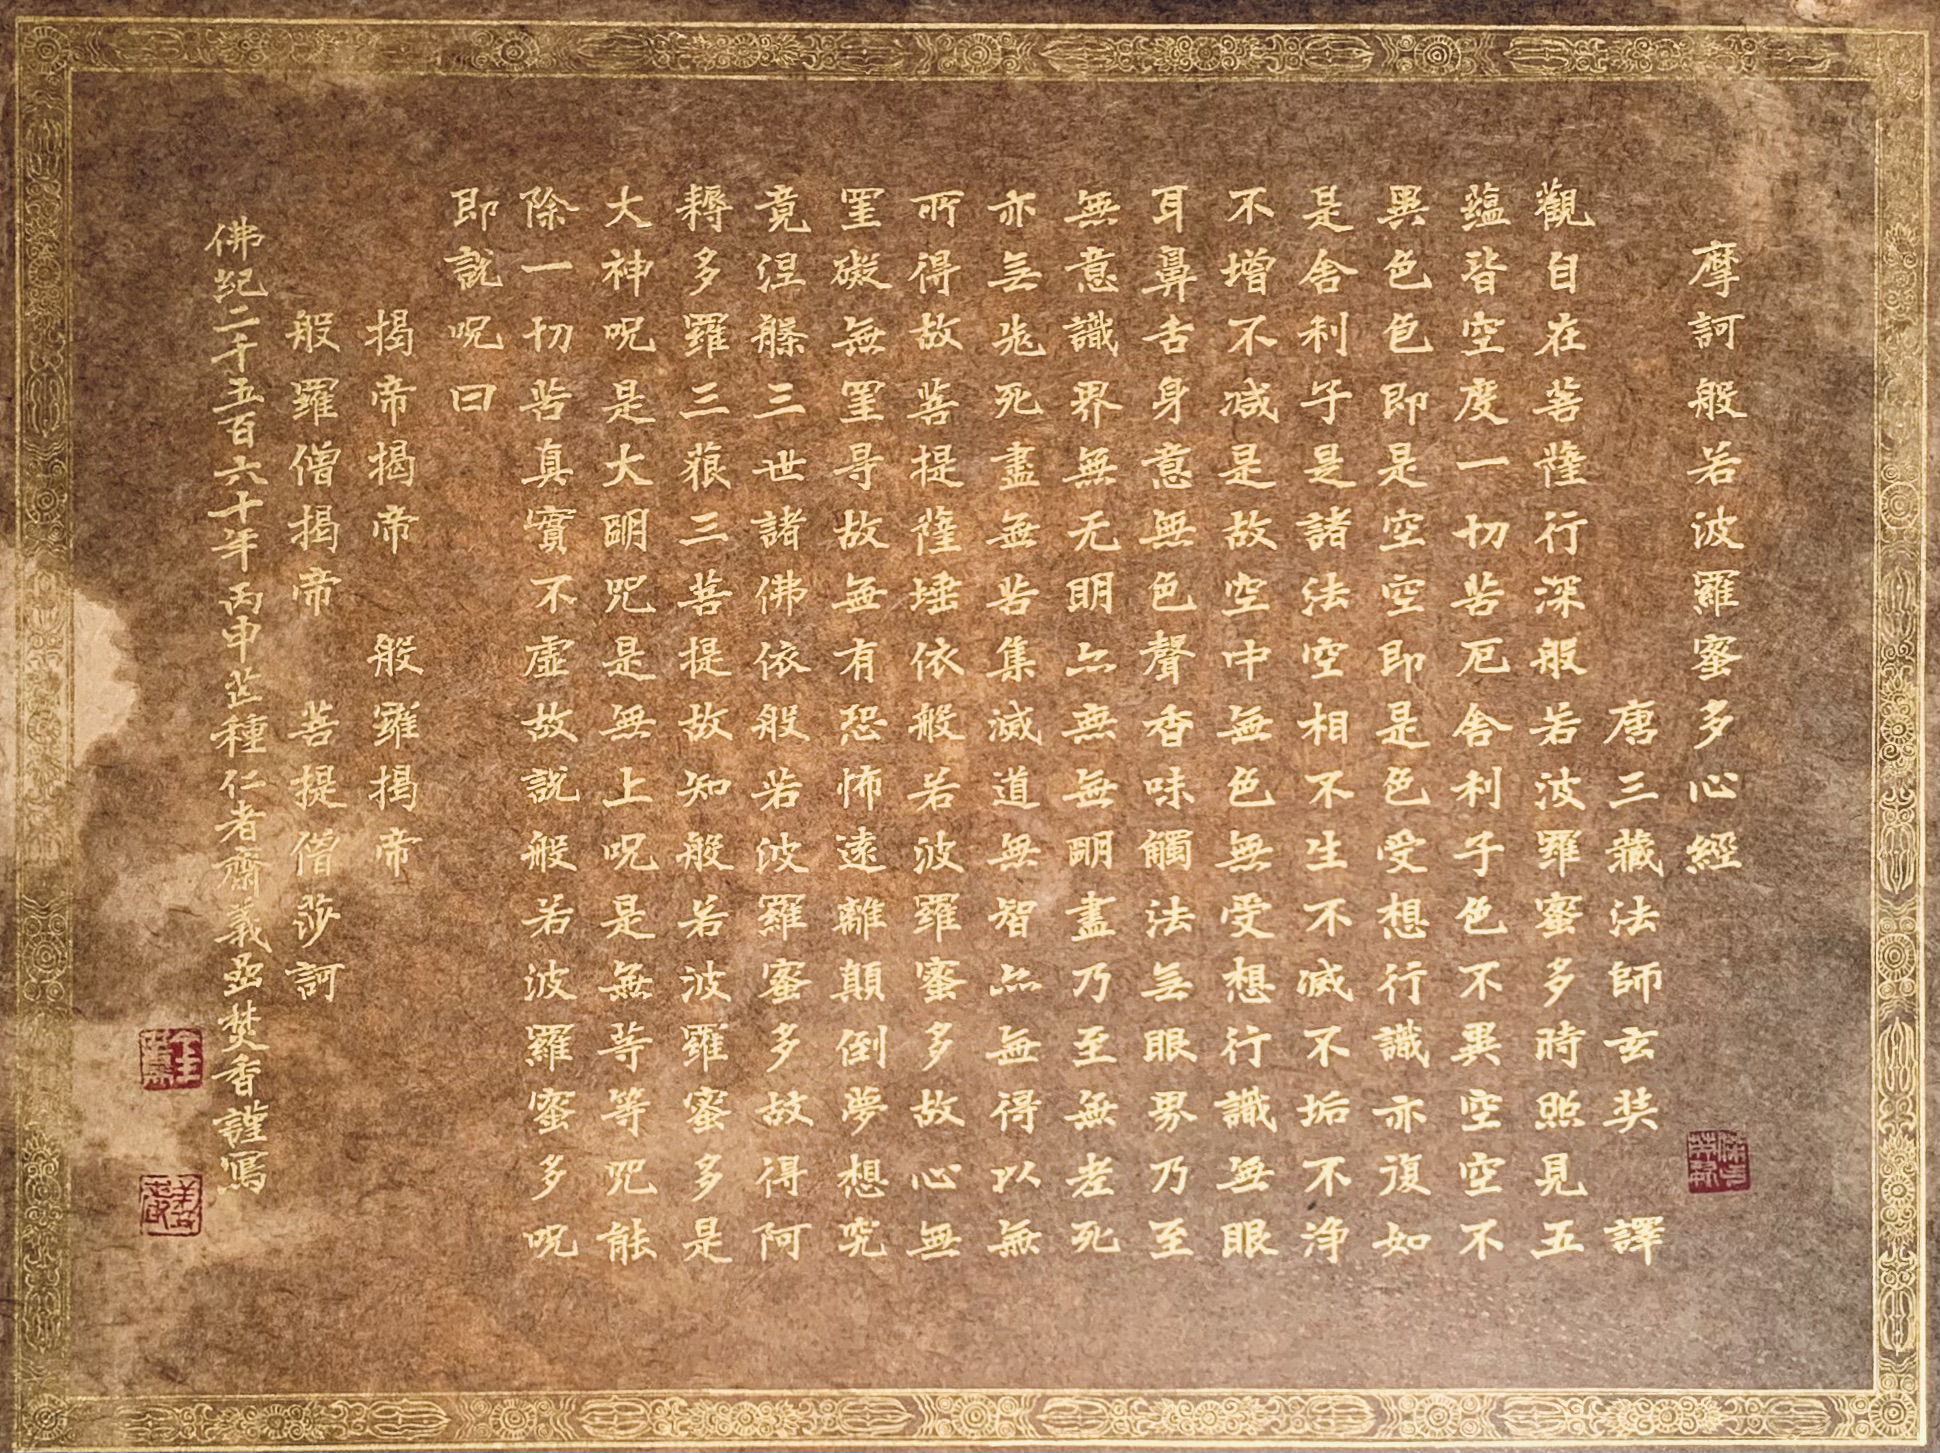 摩訶般若波羅蜜多心經
唐三藏法師玄奘 譯
觀自在菩薩行深般若波羅蜜多時照見五
蘊皆空度一切苦厄舍利子色不異空空不
異色色即是空空即是色受想行識亦復如
是舍利子是諸法空相不生不滅不垢不淨
不增不減是故空中無色無受想行識無眼
耳鼻舌身意無色聲香味觸法无眼界乃至
無意識界無无明亦無無明盡乃至無老死
亦无老死盡無苦集滅道無智亦無得以無
所得故菩提薩埵依般若波羅蜜多故心無
罣礙無罣㝵故無有恐怖遠離顛倒夢想究
竟涅槃三世諸佛依般若波羅蜜多故得阿
耨多羅三藐三菩提故知般若波羅蜜多是
大神呪是大明咒是無上呪是無等等咒能
除一切苦真實不虛故說般若波羅蜜多呪
即說呪曰
揭帝揭帝 般羅揭帝
般羅僧揭帝 菩提僧莎訶
佛紀二千五百六十年丙申芒種仁者齋義焚香謹寫